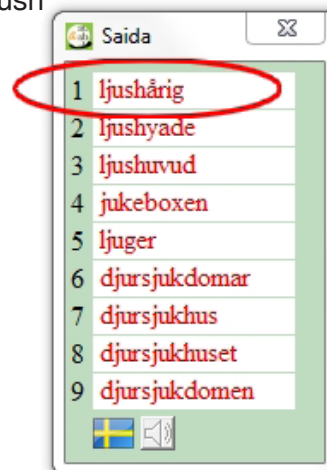 Saida
1 ljushårig
2 ljushyade
3 ljushuvud
4 jukeboxen
5 ljuger
6 djursjukdomar
7 djursjukhus
8 djursjukhuset
9 djursjukdomen